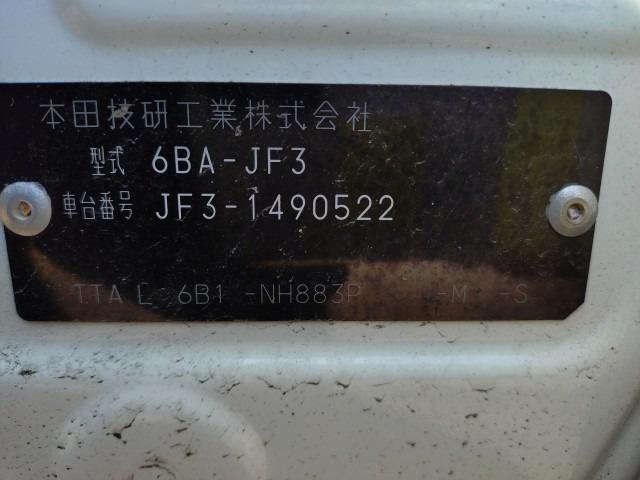 本田技研工業株式会社
型式 6BA-JF3
車台番号 JF3-1490522
TTA L 6B1 -NH883P -M -S